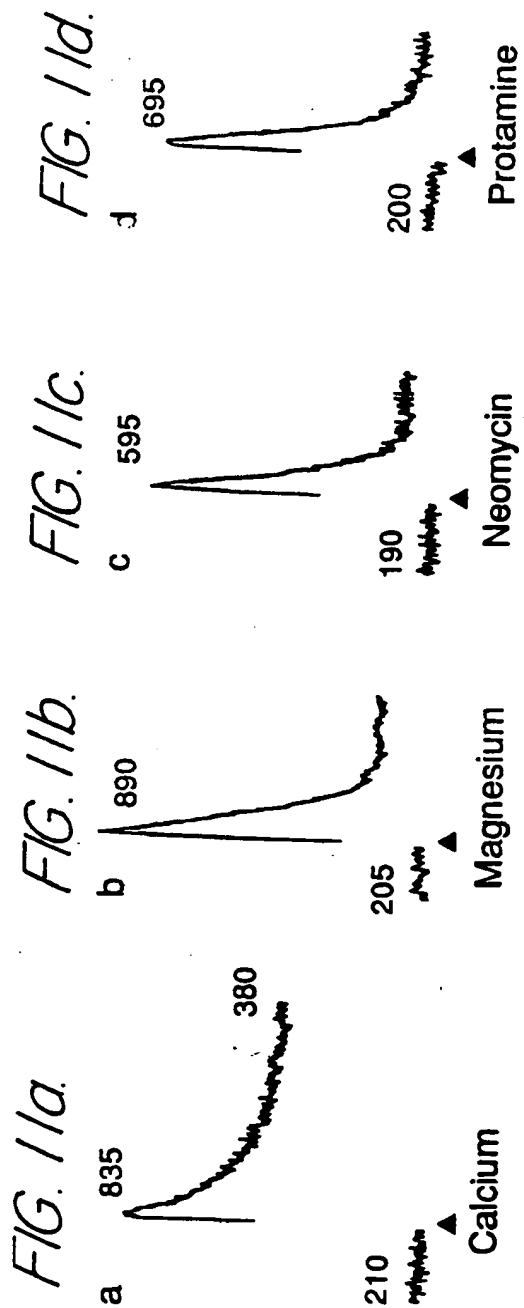 FIG. 11a.
a
835
380
210
Calcium
FIG. 11b.
b
890
205
Magnesium
FIG. 11c.
c
595
190
Neomycin
FIG. 11d.
d
695
200
Protamine